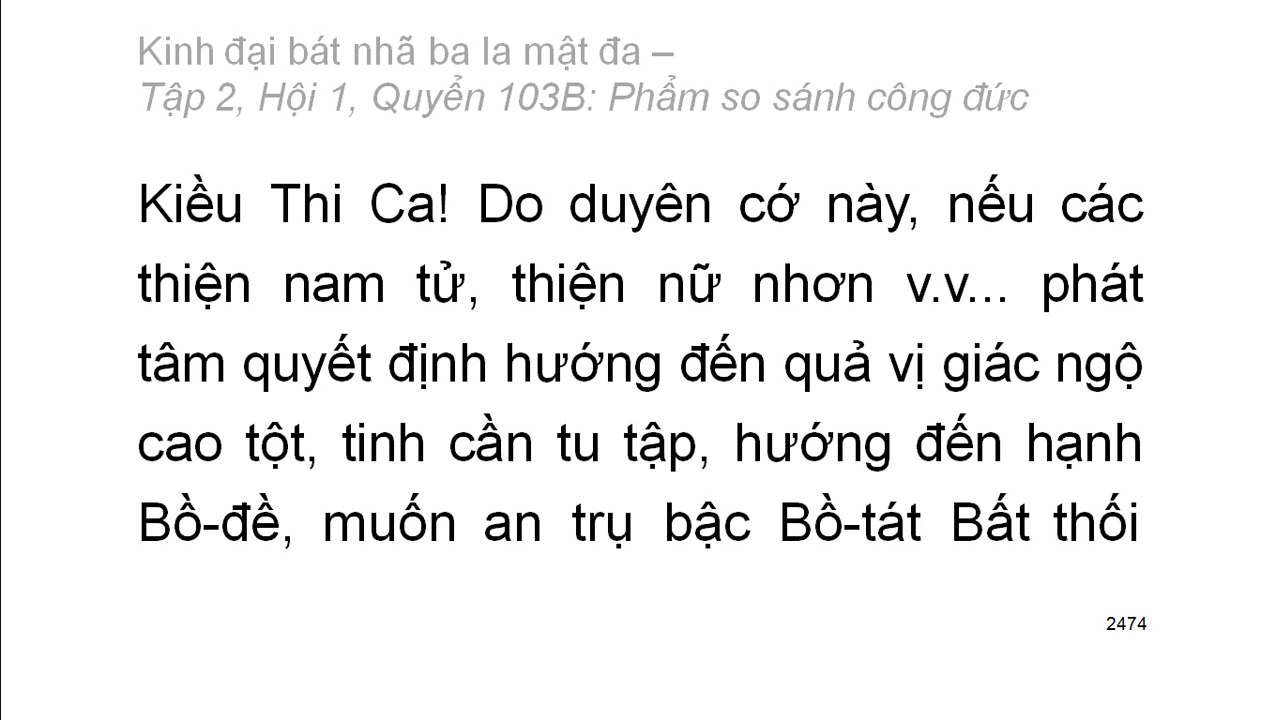 Kinh đại bát nhã ba la mật đa –
Tập 2, Hội 1, Quyển 103B: Phẩm so sánh công đức
Kiều Thi Ca! Do duyên cớ này, nếu các
thiện nam tử, thiện nữ nhơn v.v... phát
tâm quyết định hướng đến quả vị giác ngộ
cao tột, tinh cần tu tập, hướng đến hạnh
Bồ-đề, muốn an trụ bậc Bồ-tát Bất thối
2474